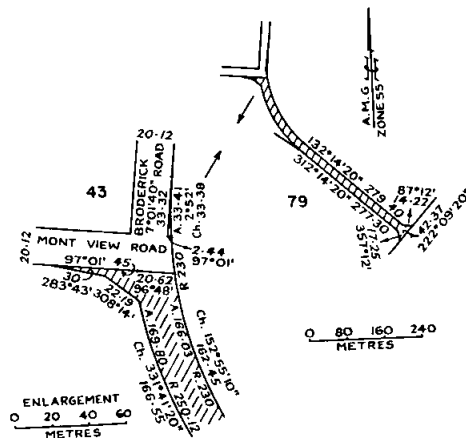 A.M.G
ZONE 55
132°14'20" 279·40
312°14'20" 277·30
87°12'
14·22
42·37
222°09'20"
17·25
357°12'
79
43
20·12
BRODERICK ROAD
7°01'40"
33·32
A. 33·41
2°52'
Ch. 33·38
20·12
MONT VIEW ROAD
2·44
97°01'
97°01' 45
20·62
96°48'
R 230
30
283°43'
308°14'
22·19
A. 166·03
R. 230
Ch. 152°55'10"
162·45
A. 169·80
R 250·12
Ch. 331°41'20"
166·55
0 80 160 240
METRES
ENLARGEMENT
0 20 40 60
METRES